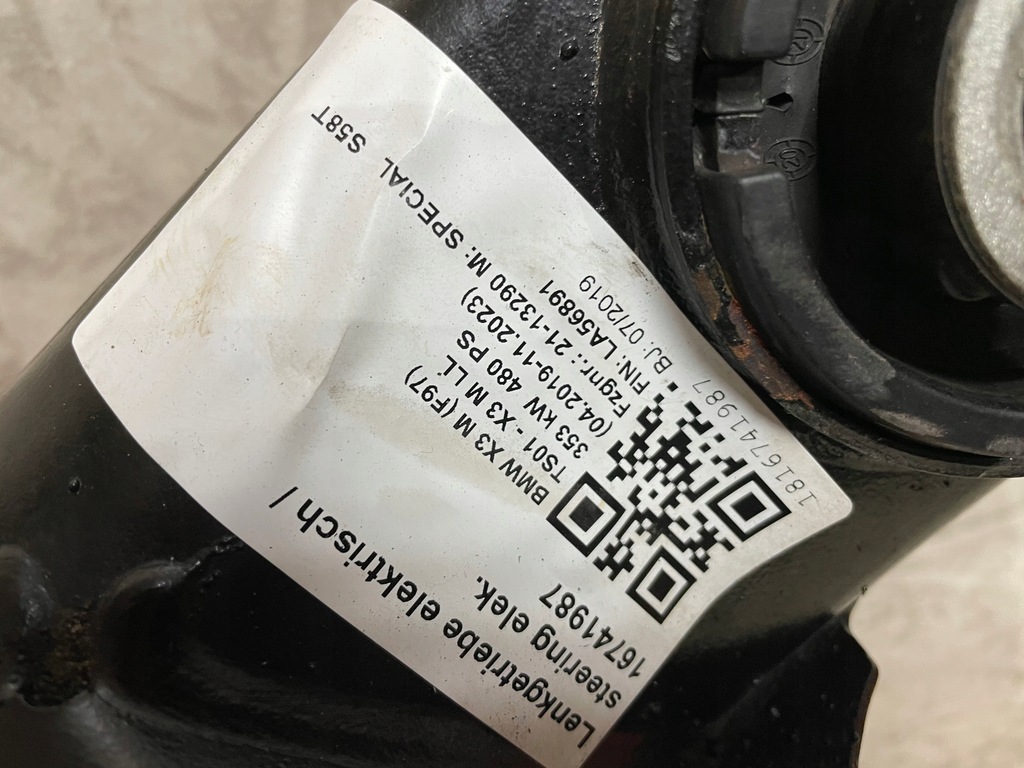 Lenkgetriebe elektrisch /
steering elek.
16741987
BMW X3 M (F97)
TS01 - X3 M LL
353 kW 480 PS
(04.2019-11.2023)
Fzgnr.: 21-13290 M: SPECIAL S58T
FIN: LA56891
BJ: 07/2019
1816741987